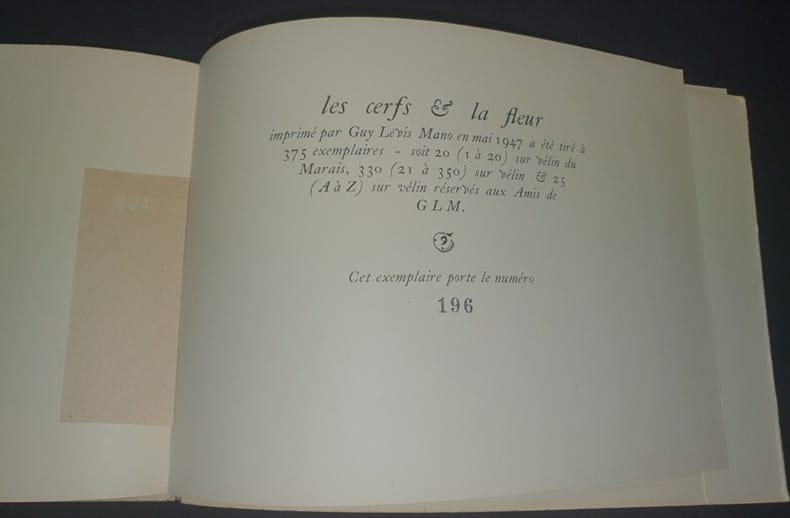 les cerfs & la fleur
imprimé par Guy Lévis Mano en mai 1947 a été tiré à
375 exemplaires – soit 20 (1 à 20) sur vélin du
Marais, 330 (21 à 350) sur vélin & 25
(A à Z) sur vélin réservés aux Amis de
GLM.
Cet exemplaire porte le numéro
196